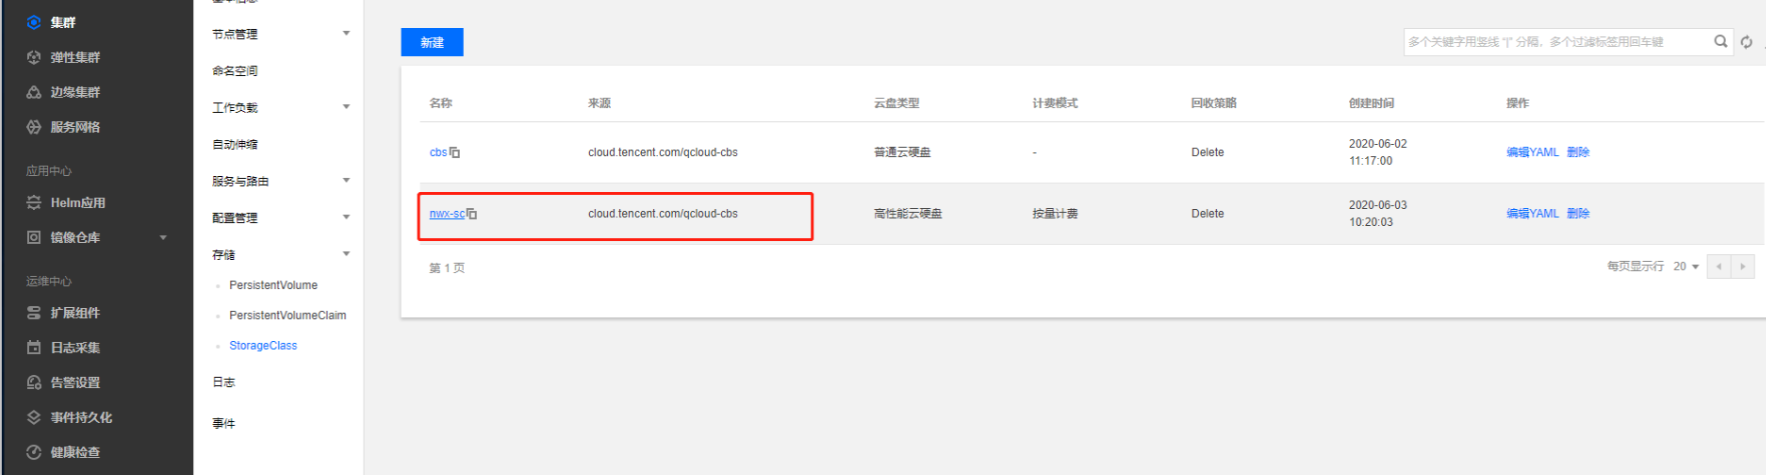 集群
弹性集群
边缘集群
服务网格
应用中心
Helm应用
镜像仓库
运维中心
扩展组件
日志采集
告警设置
事件持久化
健康检查
节点管理
命名空间
工作负载
自动伸缩
服务与路由
配置管理
存储
PersistentVolume
PersistentVolumeClaim
StorageClass
日志
事件
新建
多个关键字用竖线 "|" 分隔，多个过滤标签用回车键
名称 来源 云盘类型 计费模式 回收策略 创建时间 操作
cbs cloud.tencent.com/qcloud-cbs 普通云硬盘 - Delete 2020-06-02 11:17:00 编辑YAML 删除
nwx-sc cloud.tencent.com/qcloud-cbs 高性能云硬盘 按量计费 Delete 2020-06-03 10:20:03 编辑YAML 删除
第 1 页
每页显示行 20